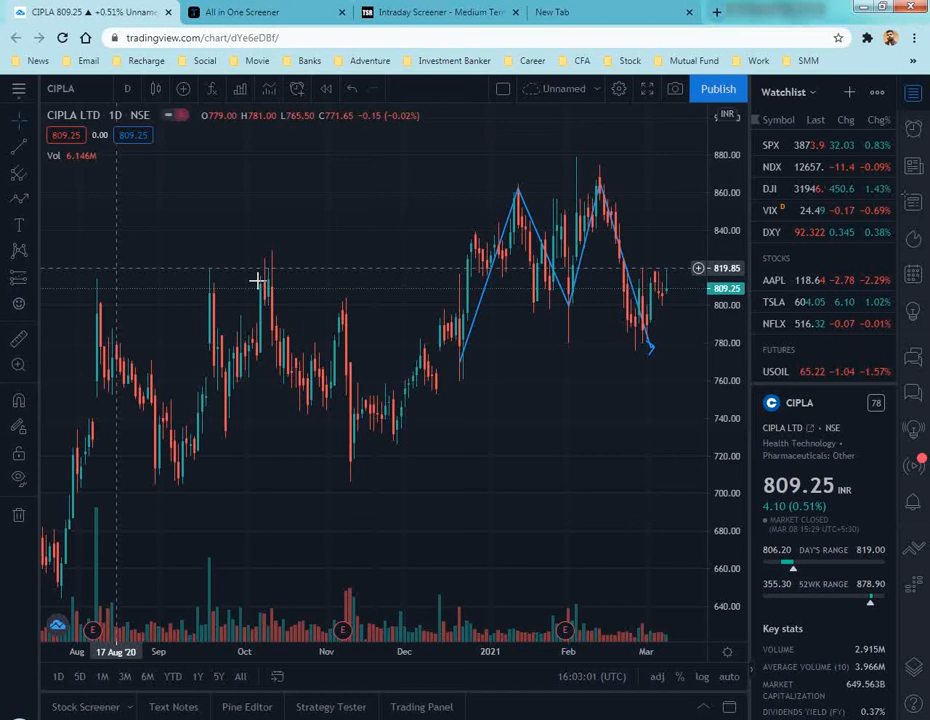 CIPLA 809.25 ▲ +0.51% Unname
All in One Screener
Intraday Screener - Medium Ter
New Tab
tradingview.com/chart/dYe6eDBf/
News Email Recharge Social Movie Banks Adventure Investment Banker Career CFA Stock Mutual Fund Work SMM »
CIPLA D Unnamed Publish
CIPLA LTD 1D NSE O779.00 H781.00 L765.50 C771.65 -0.15 (-0.02%)
809.25 0.00 809.25
Vol 6.146M
INR
880.00
860.00
840.00
819.85
809.25
800.00
780.00
760.00
740.00
720.00
700.00
680.00
660.00
640.00
E E E
Aug 17 Aug '20 Sep Oct Nov Dec 2021 Feb Mar
1D 5D 1M 3M 6M YTD 1Y 5Y All 16:03:01 (UTC) adj % log auto
Stock Screener Text Notes Pine Editor Strategy Tester Trading Panel
Watchlist
Symbol Last Chg Chg%
SPX 3873.9 32.03 0.83%
NDX 12657. -11.4 -0.09%
DJI 31946. 450.6 1.43%
VIX D 24.49 -0.17 -0.69%
DXY 92.322 0.345 0.38%
STOCKS
AAPL 118.64 -2.78 -2.29%
TSLA 604.05 6.10 1.02%
NFLX 516.32 -0.07 -0.01%
FUTURES
USOIL 65.22 -1.04 -1.57%
C CIPLA 78
CIPLA LTD • NSE
Health Technology •
Pharmaceuticals: Other
809.25 INR
4.10 (0.51%)
MARKET CLOSED
(MAR 08 15:29 UTC+5:30)
806.20 DAY'S RANGE 819.00
355.30 52WK RANGE 878.90
Key stats
VOLUME 2.915M
AVERAGE VOLUME (10) 3.966M
MARKET
CAPITALIZATION 649.563B
DIVIDENDS YIELD (FY) 0.37%